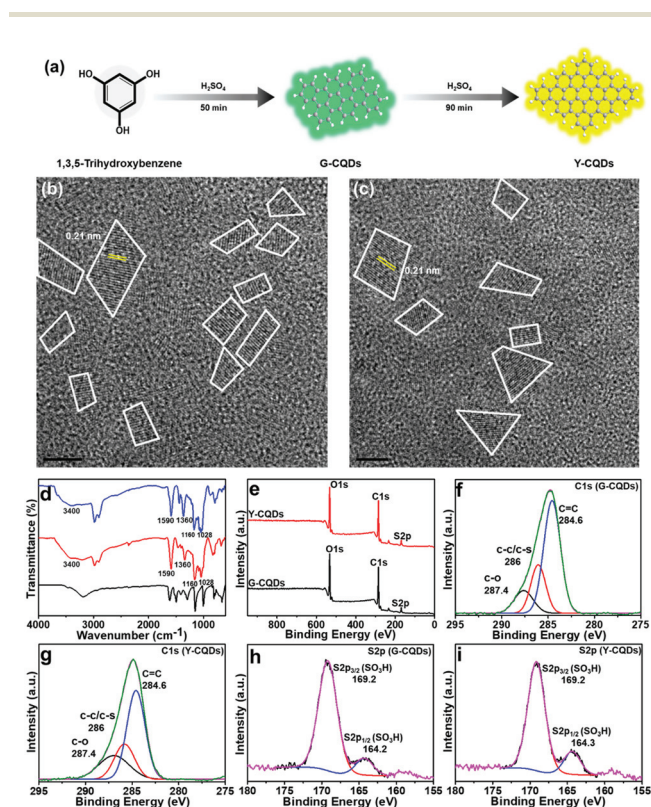 (a)
HO
OH
OH
H₂SO₄
50 min
H₂SO₄
90 min
1,3,5-Trihydroxybenzene
G-CQDs
Y-CQDs
(b)
0.21 nm
(c)
0.21 nm
d
3400
1590
1360
1160
1028
3400
1590
1360
1160
1028
4000
3000
2000
1000
Transmittance (%)
Wavenumber (cm⁻¹)
e
O1s
C1s
S2p
Y-CQDs
O1s
C1s
S2p
G-CQDs
800
600
400
200
0
Intensity (a.u.)
Binding Energy (eV)
f
C1s (G-CQDs)
C=C
284.6
C-C/C-S
286
C-O
287.4
295
290
285
280
275
Intensity (a.u.)
Binding Energy (eV)
g
C1s (Y-CQDs)
C=C
284.6
C-C/C-S
286
C-O
287.4
295
290
285
280
275
Intensity (a.u.)
Binding Energy (eV)
h
S2p (G-CQDs)
S2p₃/₂ (SO₃H)
169.2
S2p₁/₂ (SO₃H)
164.2
180
175
170
165
160
155
Intensity (a.u.)
Binding Energy (eV)
i
S2p (Y-CQDs)
S2p₃/₂ (SO₃H)
169.2
S2p₁/₂ (SO₃H)
164.3
180
175
170
165
160
155
Intensity (a.u.)
Binding Energy (eV)